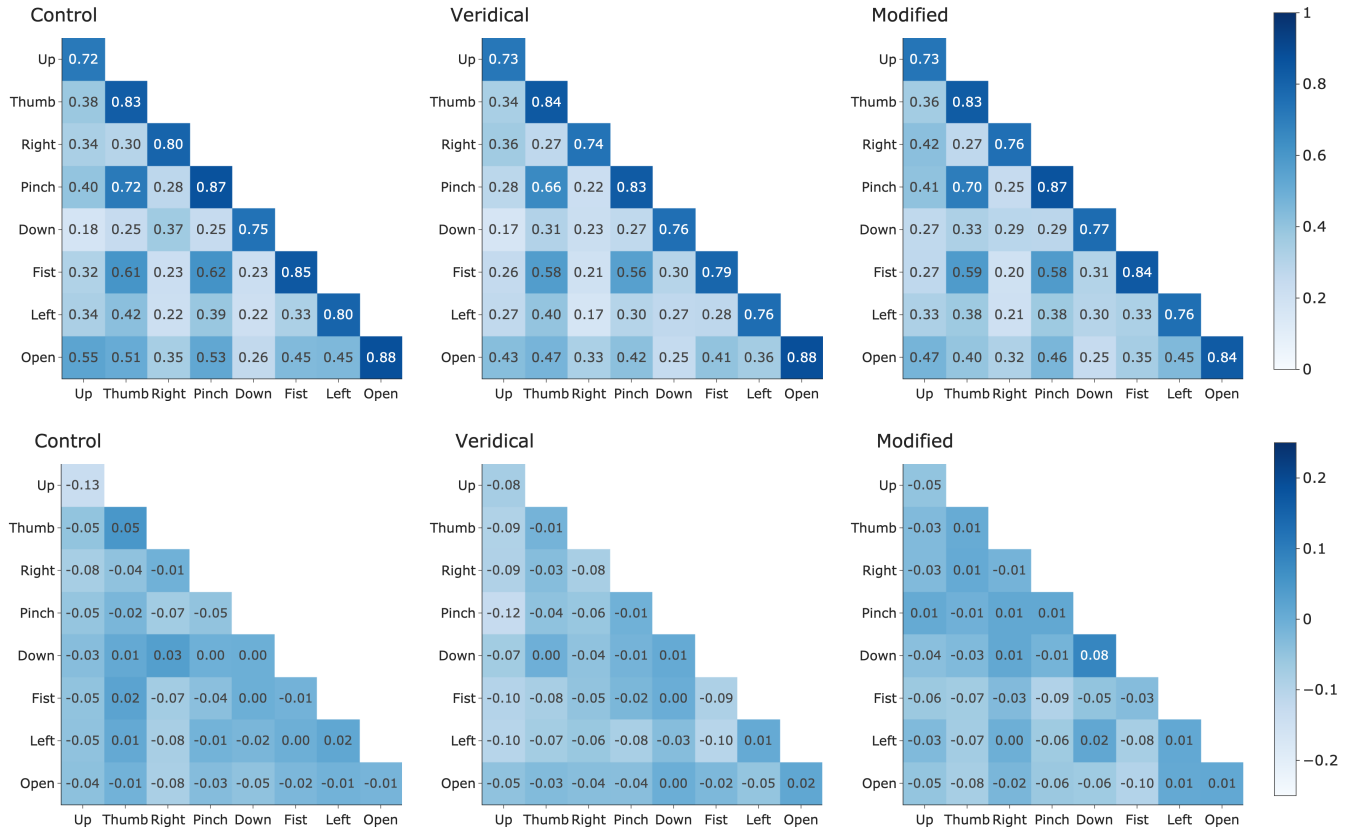 Control Veridical Modified
Up 0.72 Up 0.73 Up 0.73 1
Thumb 0.38 0.83 Thumb 0.34 0.84 Thumb 0.36 0.83 0.8
Right 0.34 0.30 0.80 Right 0.36 0.27 0.74 Right 0.42 0.27 0.76
Pinch 0.40 0.72 0.28 0.87 Pinch 0.28 0.66 0.22 0.83 Pinch 0.41 0.70 0.25 0.87 0.6
Down 0.18 0.25 0.37 0.25 0.75 Down 0.17 0.31 0.23 0.27 0.76 Down 0.27 0.33 0.29 0.29 0.77 0.4
Fist 0.32 0.61 0.23 0.62 0.23 0.85 Fist 0.26 0.58 0.21 0.56 0.30 0.79 Fist 0.27 0.59 0.20 0.58 0.31 0.84
Left 0.34 0.42 0.22 0.39 0.22 0.33 0.80 Left 0.27 0.40 0.17 0.30 0.27 0.28 0.76 Left 0.33 0.38 0.21 0.38 0.30 0.33 0.76 0.2
Open 0.55 0.51 0.35 0.53 0.26 0.45 0.45 0.88 Open 0.43 0.47 0.33 0.42 0.25 0.41 0.36 0.88 Open 0.47 0.40 0.32 0.46 0.25 0.35 0.45 0.84 0
Up Thumb Right Pinch Down Fist Left Open Up Thumb Right Pinch Down Fist Left Open Up Thumb Right Pinch Down Fist Left Open
Control Veridical Modified
Up −0.13 Up −0.08 Up −0.05 0.2
Thumb −0.05 0.05 Thumb −0.09 −0.01 Thumb −0.03 0.01
Right −0.08 −0.04 −0.01 Right −0.09 −0.03 −0.08 Right −0.03 0.01 −0.01 0.1
Pinch −0.05 −0.02 −0.07 −0.05 Pinch −0.12 −0.04 −0.06 −0.01 Pinch 0.01 −0.01 0.01 0.01 0
Down −0.03 0.01 0.03 0.00 0.00 Down −0.07 0.00 −0.04 −0.01 0.01 Down −0.04 −0.03 0.01 −0.01 0.08
Fist −0.05 0.02 −0.07 −0.04 0.00 −0.01 Fist −0.10 −0.08 −0.05 −0.02 0.00 −0.09 Fist −0.06 −0.07 −0.03 −0.09 −0.05 −0.03 −0.1
Left −0.05 0.01 −0.08 −0.01 −0.02 0.00 0.02 Left −0.10 −0.07 −0.06 −0.08 −0.03 −0.10 0.01 Left −0.03 −0.07 0.00 −0.06 0.02 −0.08 0.01
Open −0.04 −0.01 −0.08 −0.03 −0.05 −0.02 −0.01 −0.01 Open −0.05 −0.03 −0.04 −0.04 0.00 −0.02 −0.05 0.02 Open −0.05 −0.08 −0.02 −0.06 −0.06 −0.10 0.01 0.01 −0.2
Up Thumb Right Pinch Down Fist Left Open Up Thumb Right Pinch Down Fist Left Open Up Thumb Right Pinch Down Fist Left Open